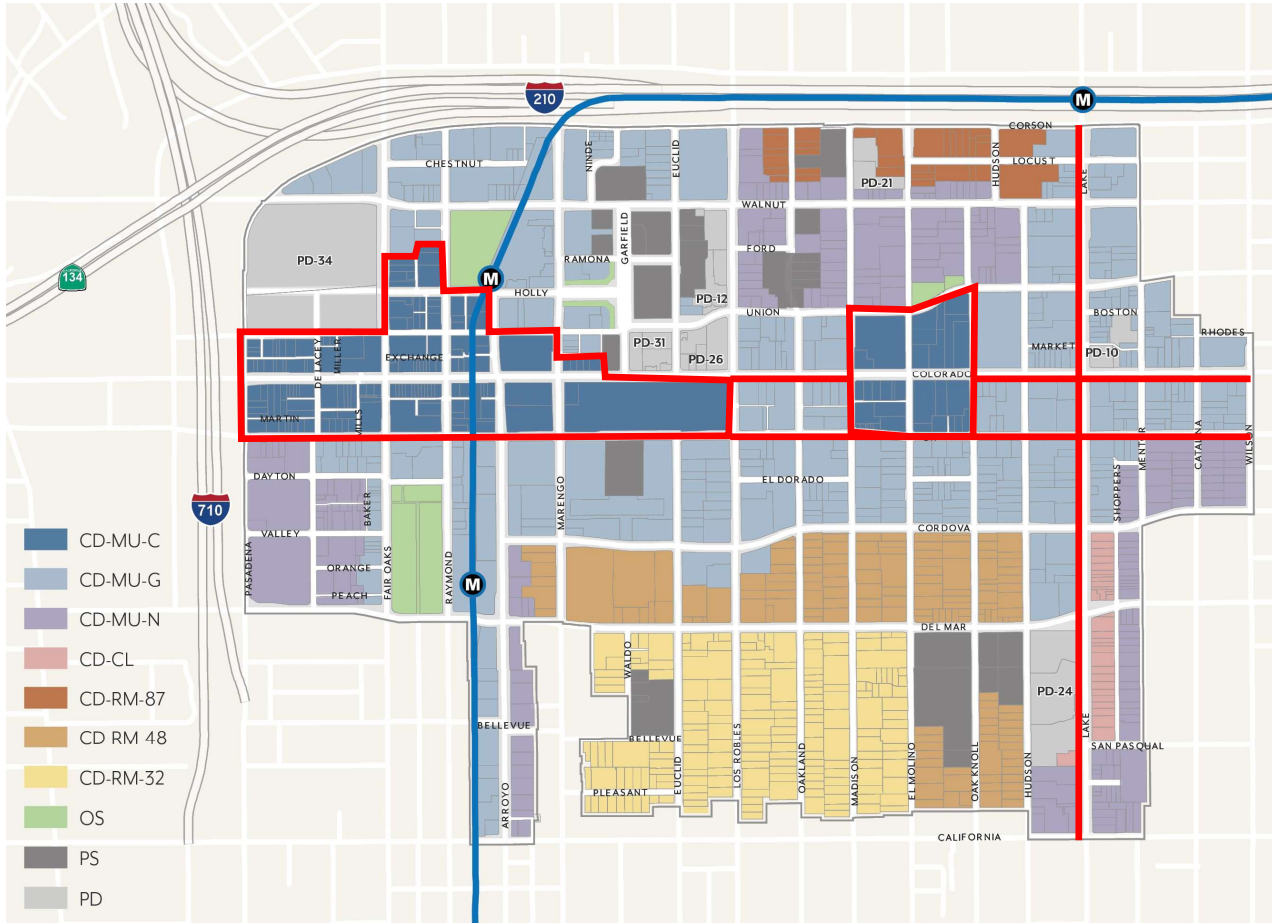 210
M
CORSON
CHESTNUT
NINDE
EUCLID
HUDSON
LOCUST
LAKE
PD-21
WALNUT
GARFIELD
FORD
PD-34
RAMONA
134
M
HOLLY
PD-12
UNION
BOSTON
RHODES
DE LACEY
MILLER
EXCHANGE
PD-31
PD-26
MARKET
PD-10
COLORADO
MARTIN
MILLS
DAYTON
BAKER
MARENGO
EL DORADO
SHOPPERS
MENTOR
CATALINA
WILSON
710
VALLEY
CORDOVA
PASADENA
ORANGE
PEACH
FAIR OAKS
RAYMOND
M
DEL MAR
WALDO
PD-24
BELLEVUE
BELLEVUE
LAKE
SAN PASQUAL
PLEASANT
ARROYO
EUCLID
LOS ROBLES
OAKLAND
MADISON
EL MOLINO
OAK KNOLL
HUDSON
CALIFORNIA
CD-MU-C
CD-MU-G
CD-MU-N
CD-CL
CD-RM-87
CD RM 48
CD-RM-32
OS
PS
PD